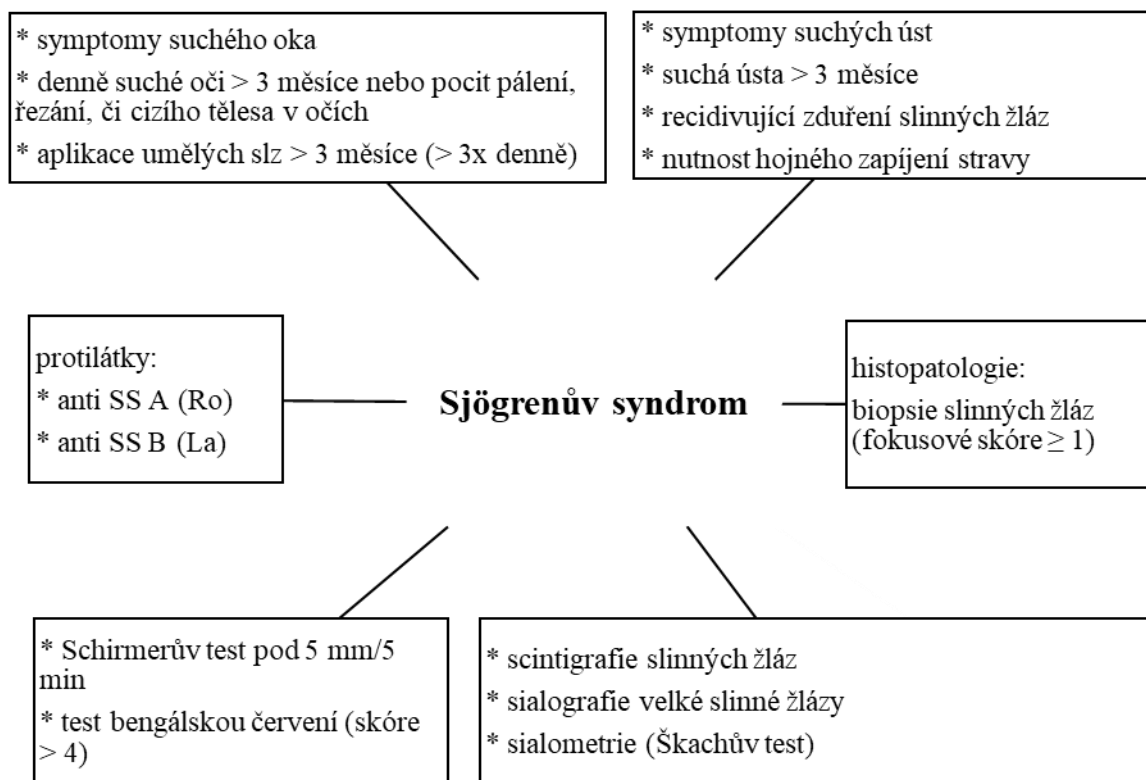 * symptomy suchého oka
* denně suché oči > 3 měsíce nebo pocit pálení,
řezání, či cizího tělesa v očích
* aplikace umělých slz > 3 měsíce (> 3x denně)
* symptomy suchých úst
* suchá ústa > 3 měsíce
* recidivující zduření slinných žláz
* nutnost hojného zapíjení stravy
protilátky:
* anti SS A (Ro)
* anti SS B (La)
Sjögrenův syndrom
histopatologie:
biopsie slinných žláz
(fokusové skóre ≥ 1)
* Schirmerův test pod 5 mm/5
min
* test bengálskou červení (skóre
> 4)
* scintigrafie slinných žláz
* sialografie velké slinné žlázy
* sialometrie (Škachův test)